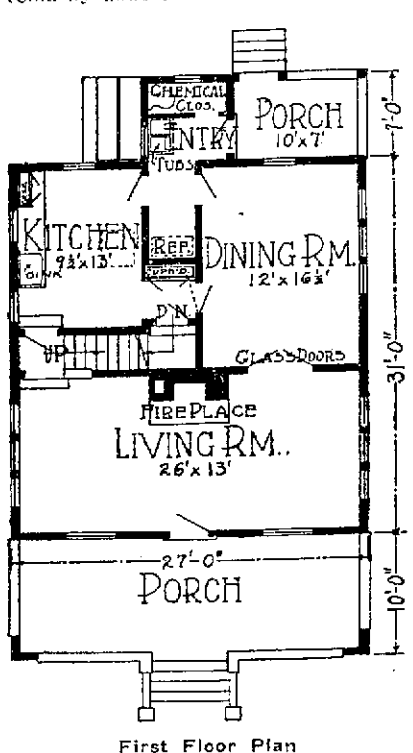 CHEMICAL
CLOS.
ENTRY
TUBS
PORCH
10'x7'
7'-0"
KITCHEN
9½'x13'
SINK
REF.
DINING RM.
12'x16½'
D'N.
UP
GLASS DOORS
31'-0"
FIREPLACE
LIVING RM..
26'x13'
27'-0"
PORCH
10'-0"
First Floor Plan